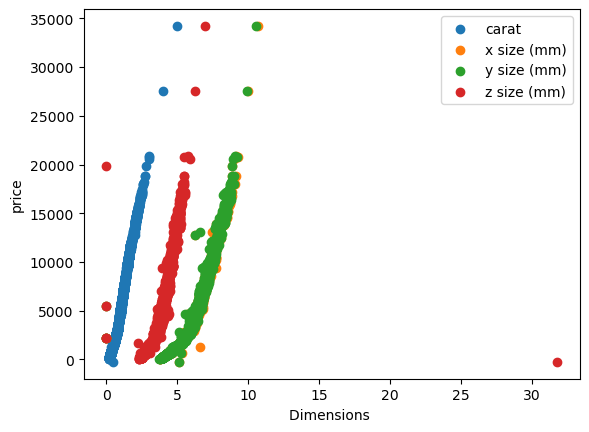 35000
30000
25000
20000
15000
10000
5000
0
price
0 5 10 15 20 25 30
Dimensions
carat
x size (mm)
y size (mm)
z size (mm)